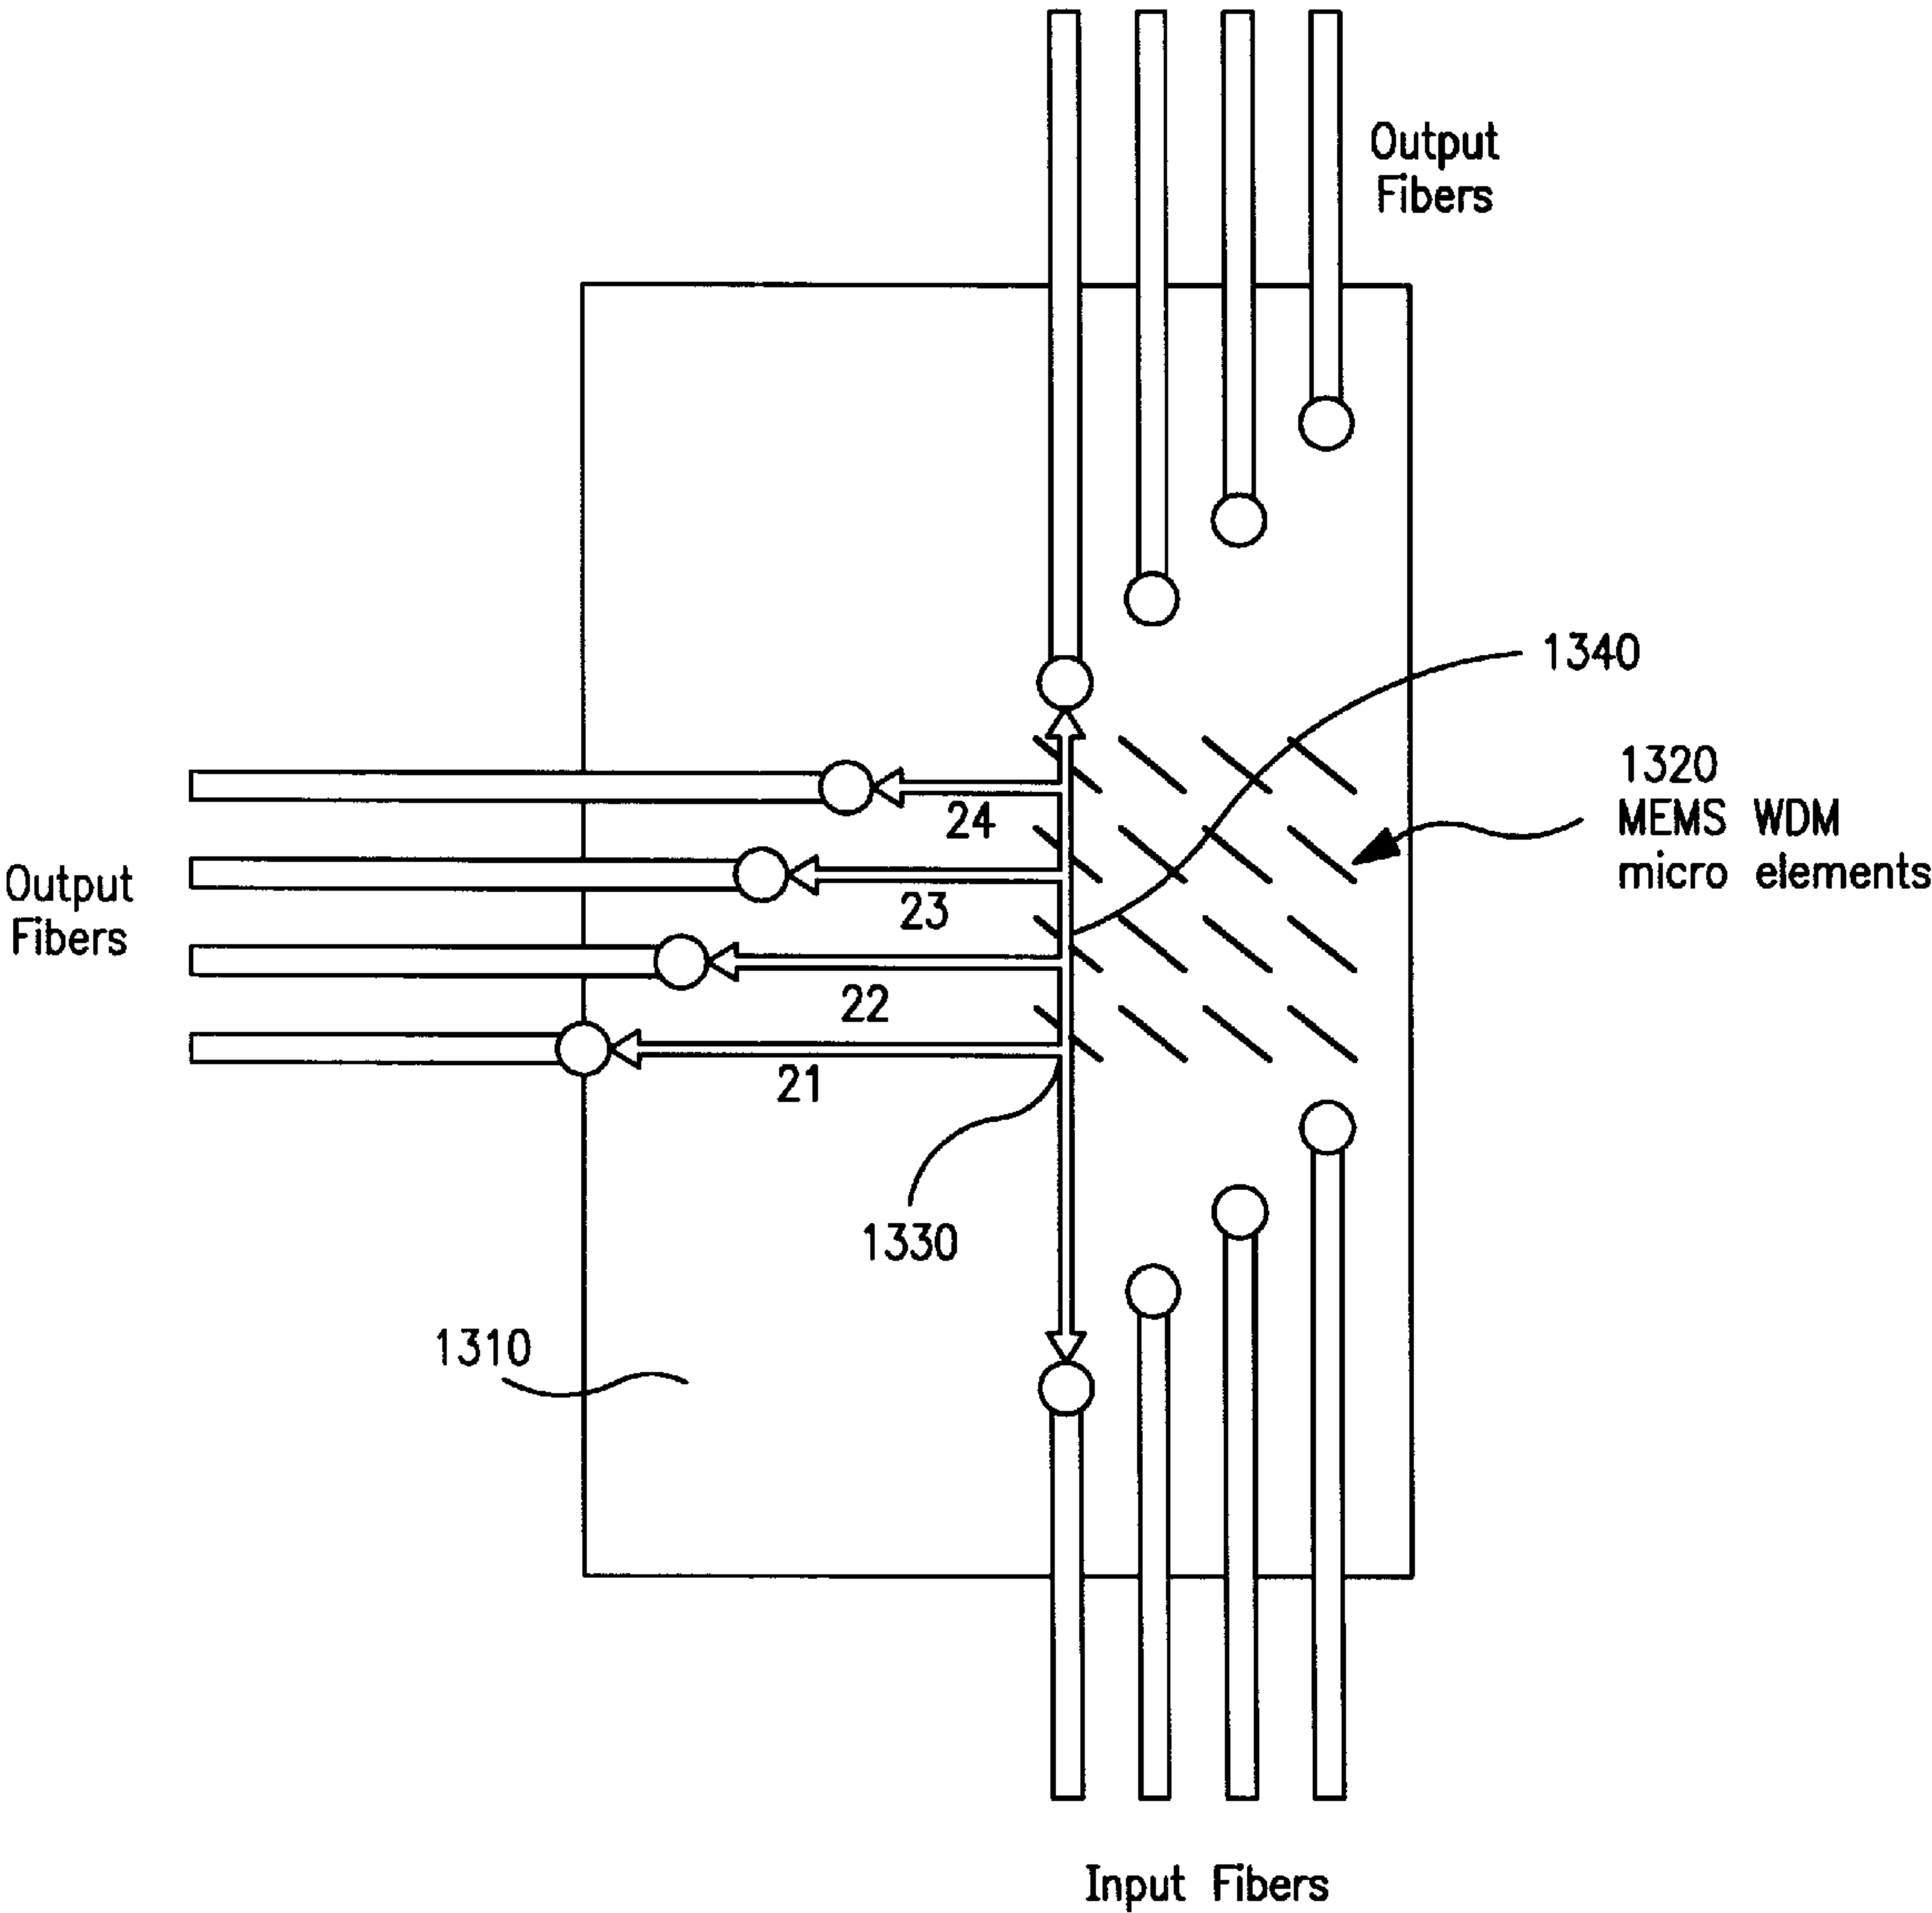 Output
Fibers
1340
1320
MEMS WDM
micro elements
24
Output
Fibers
23
22
21
1330
1310
Input Fibers